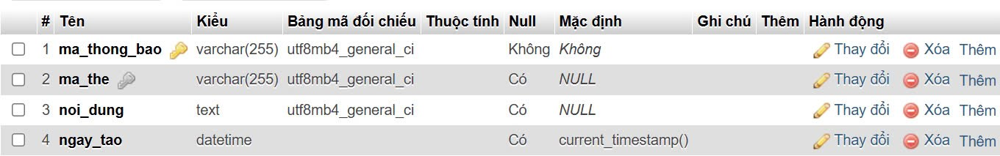 # Tên Kiểu Bảng mã đối chiếu Thuộc tính Null Mặc định Ghi chú Thêm Hành động
1 ma_thong_bao varchar(255) utf8mb4_general_ci Không Không Thay đổi Xóa Thêm
2 ma_the varchar(255) utf8mb4_general_ci Có NULL Thay đổi Xóa Thêm
3 noi_dung text utf8mb4_general_ci Có NULL Thay đổi Xóa Thêm
4 ngay_tao datetime Có current_timestamp() Thay đổi Xóa Thêm